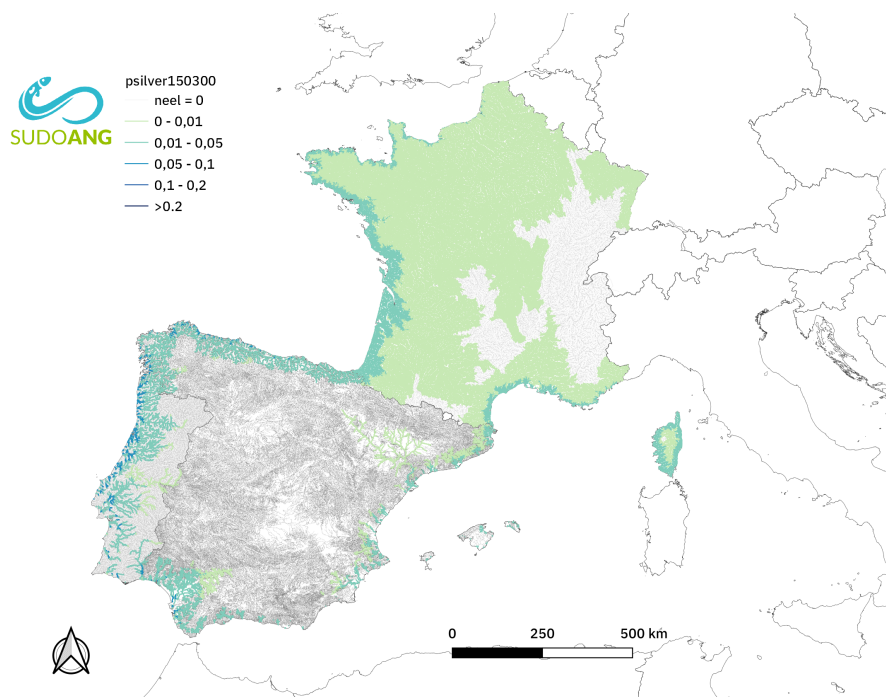 psilver150300
neel = 0
0 - 0,01
0,01 - 0,05
0,05 - 0,1
0,1 - 0,2
>0.2
SUDOANG
0 250 500 km